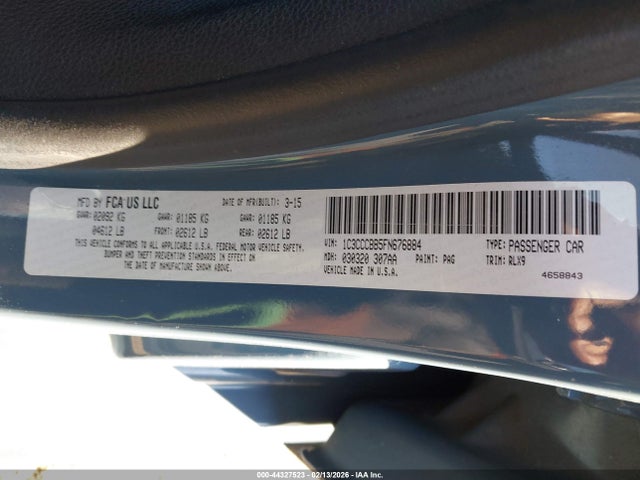 MFD BY FCA US LLC DATE OF MFR(BUILT): 3-15
GVWR: 02092 KG GAWR: 01185 KG GAWR: 01185 KG
04612 LB FRONT: 02612 LB REAR: 02612 LB
THIS VEHICLE CONFORMS TO ALL U.S.A. FEDERAL MOTOR VEHICLE SAFETY,
BUMPER AND THEFT PREVENTION STANDARDS IN EFFECT ON
THE DATE OF MANUFACTURE SHOWN ABOVE.
VIN: 1C3CCCBB5FN676884 TYPE: PASSENGER CAR
MDH: 030320 307AA PAINT: PAG TRIM: RLX9
VEHICLE MADE IN U.S.A. 4658843
00-44327523 - 02/13/2026 - Copyright © IAA, Inc.